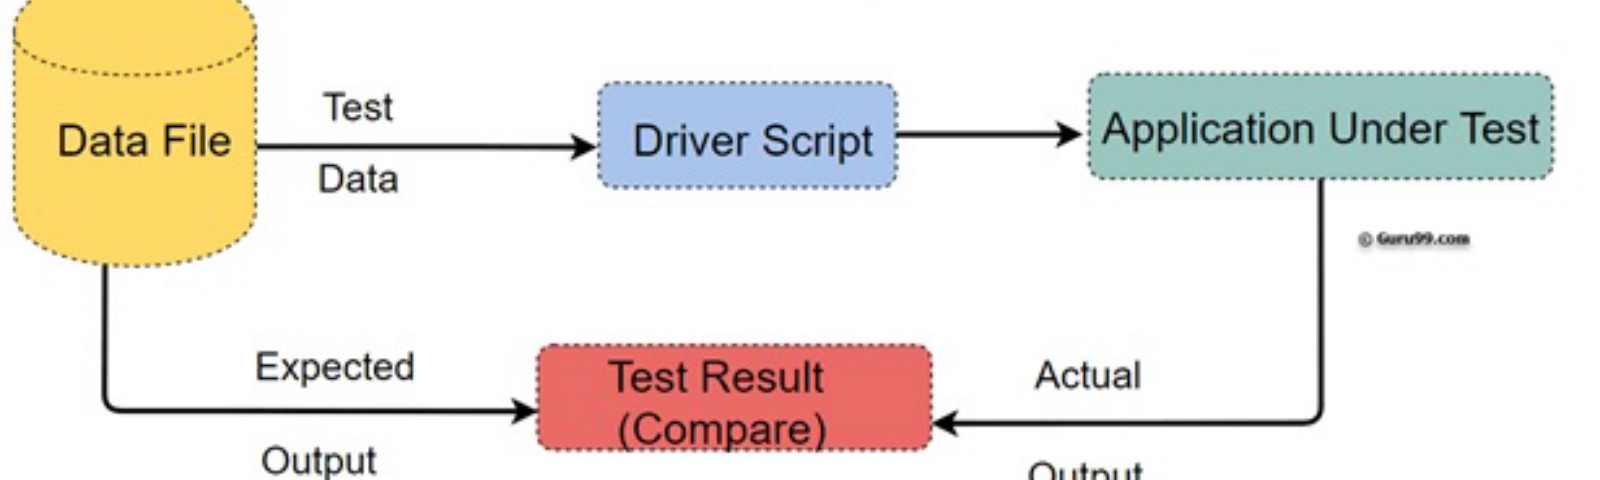 Test
Data File
Driver Script
Application Under Test
Data
© Guru99.com
Expected
Test Result
(Compare)
Actual
Output
Output